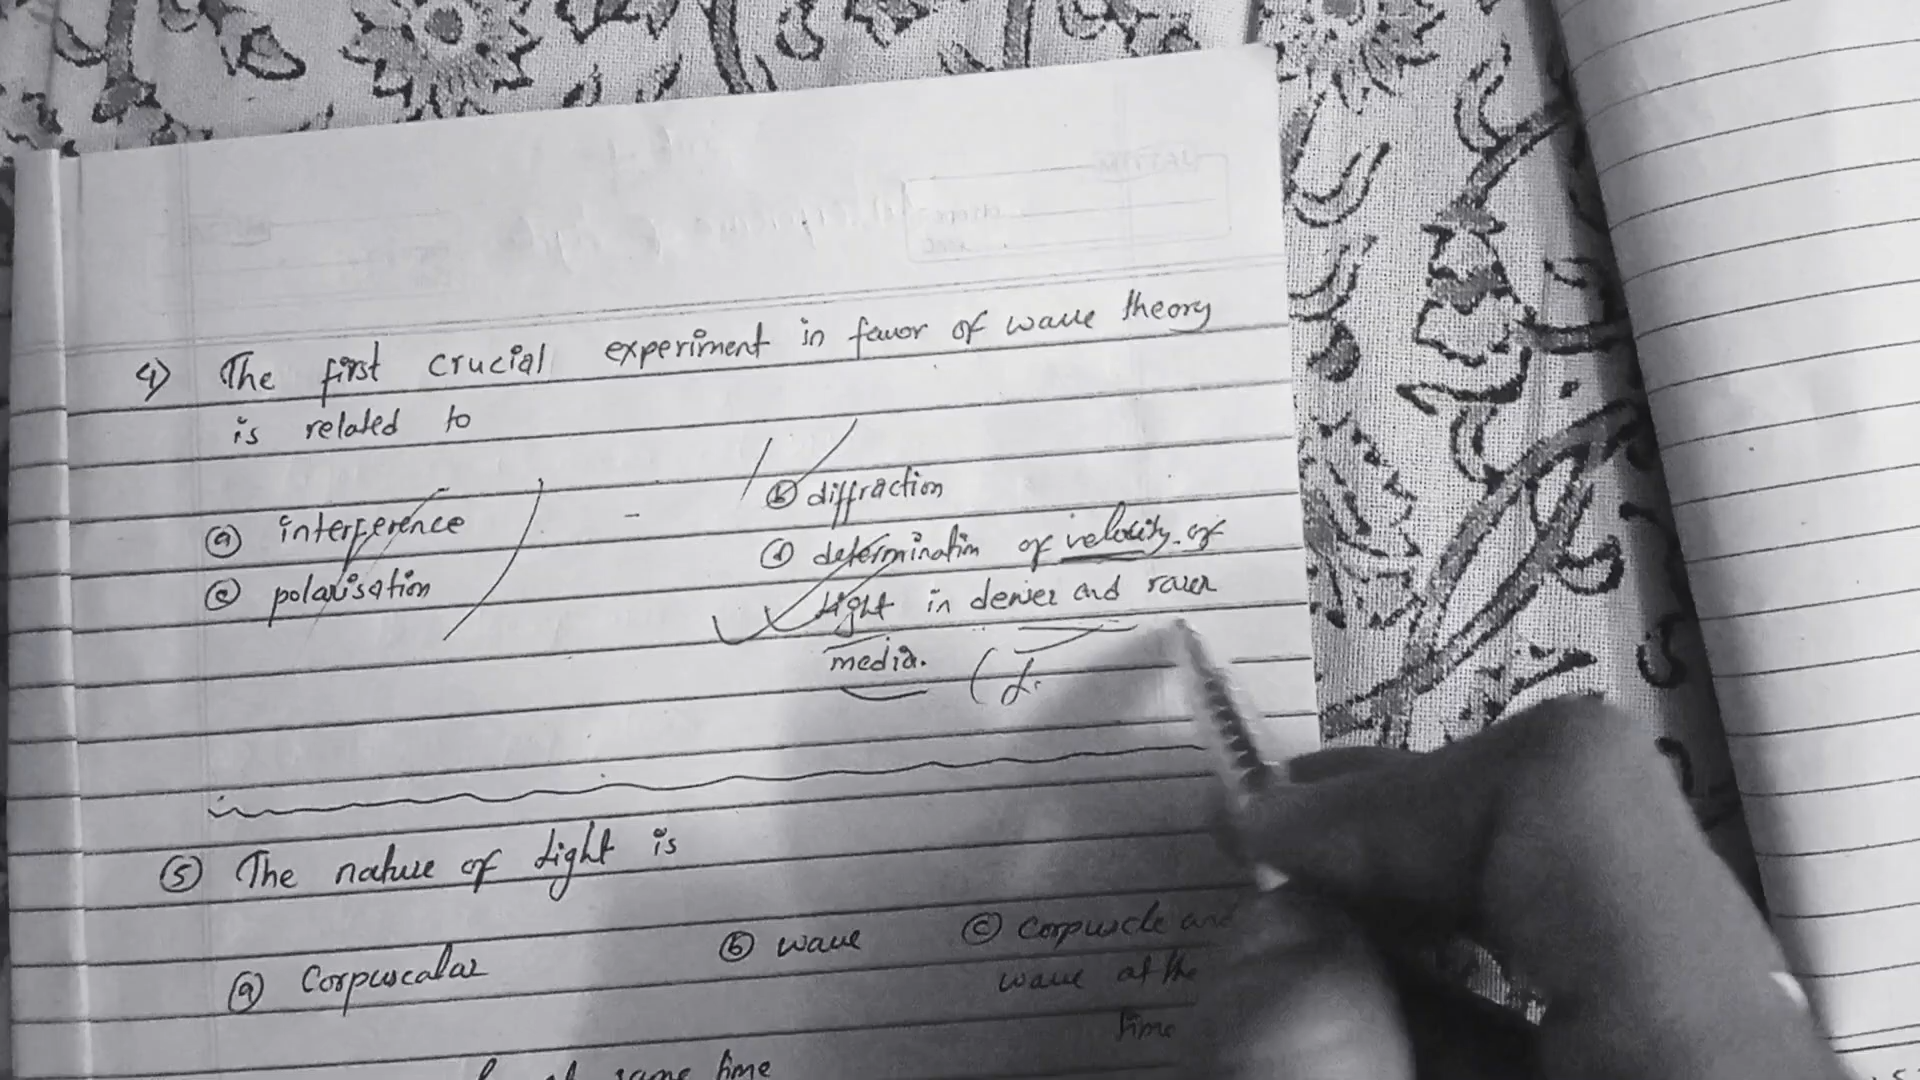 4) The first crucial experiment in favor of wave theory
is related to
(a) interference
(b) diffraction
(c) polarisation
(d) determination of velocity of
light in denser and rarer
media. (d.
(5) The nature of light is
(a) Corpuscalar
(b) wave
(c) corpuscle and
wave at the
time
same time